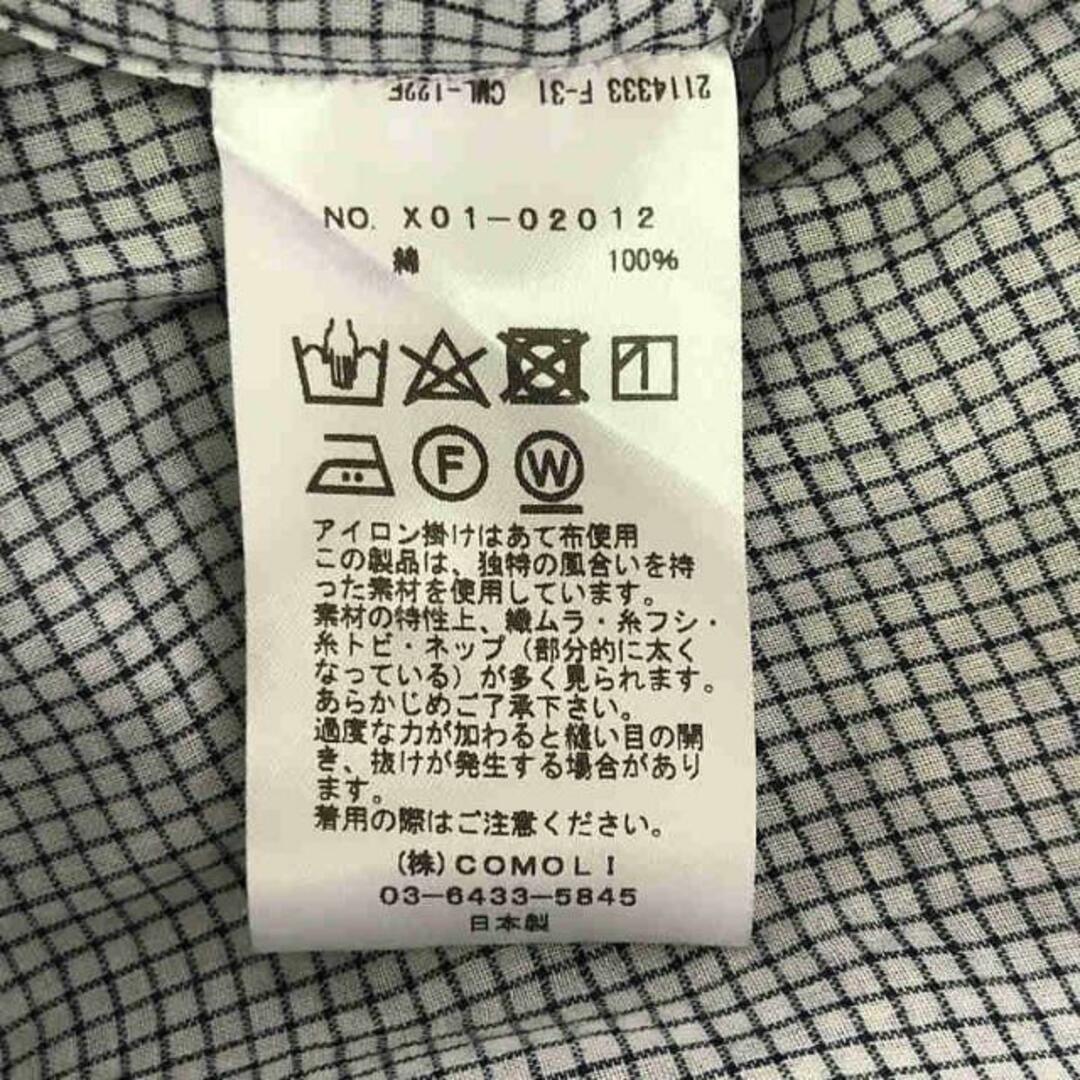 2114333 F-31 CML-122F
NO. X01-02012
綿 100%
F W
アイロン掛けはあて布使用
この製品は、独特の風合いを持
った素材を使用しています。
素材の特性上、織ムラ・糸フシ・
糸トビ・ネップ（部分的に太く
なっている）が多く見られます。
あらかじめご了承下さい。
過度な力が加わると縫い目の開
き、抜けが発生する場合があり
ます。
着用の際はご注意ください。
(株)COMOLI
03-6433-5845
日本製